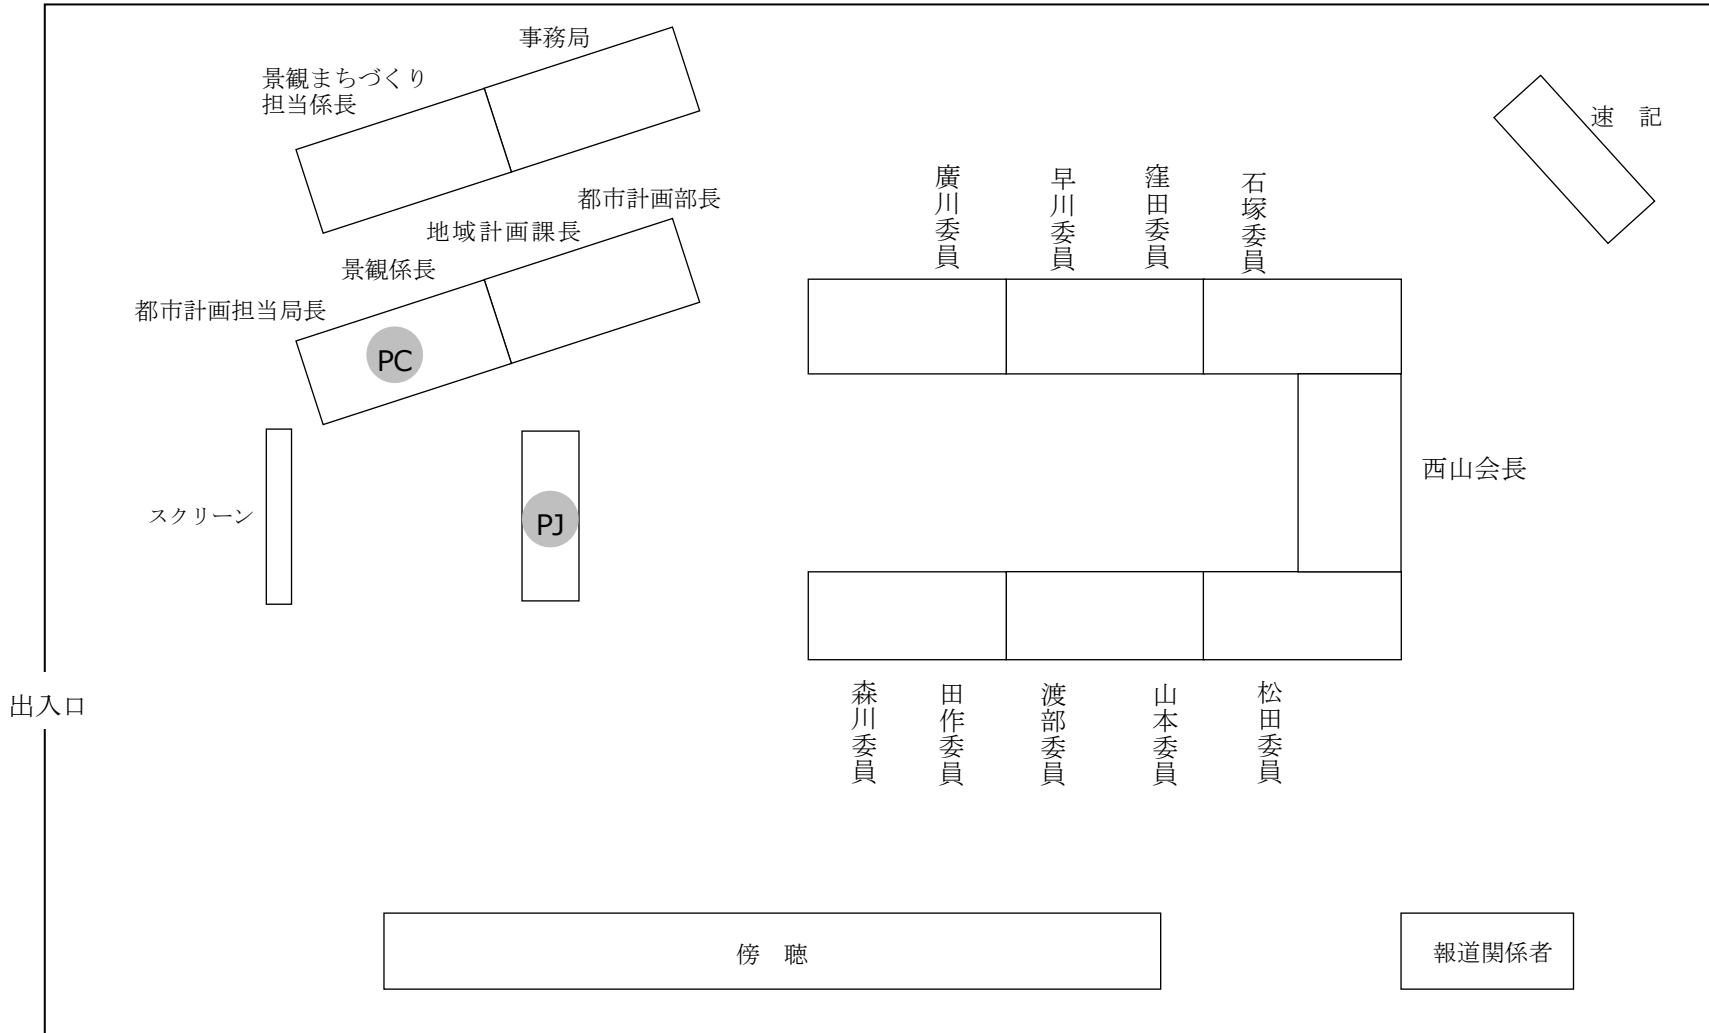 事務局
景観まちづくり
担当係長
速　記
都市計画部長
地域計画課長
景観係長
都市計画担当局長
PC
廣川委員
早川委員
窪田委員
石塚委員
西山会長
スクリーン
PJ
出入口
森川委員
田作委員
渡部委員
山本委員
松田委員
傍　聴
報道関係者